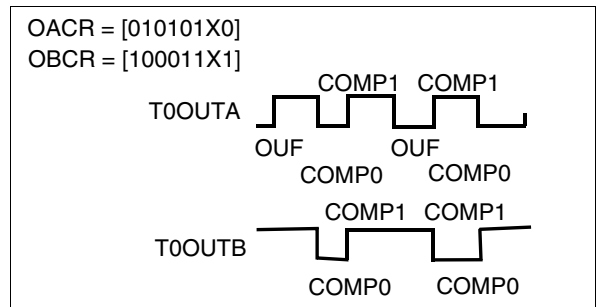 OACR = [010101X0]
OBCR = [100011X1]
COMP1 COMP1
T0OUTA
OUF OUF
COMP0 COMP0
COMP1 COMP1
T0OUTB
COMP0 COMP0